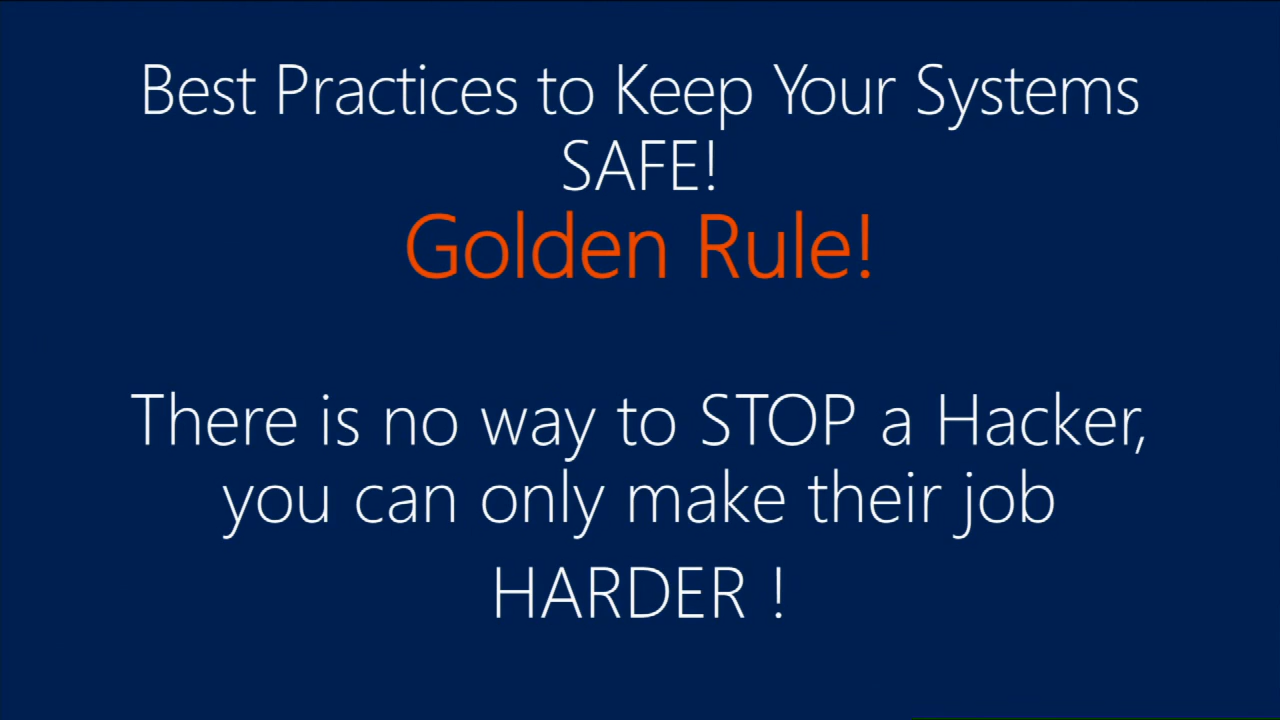 Best Practices to Keep Your Systems
SAFE!
Golden Rule!
There is no way to STOP a Hacker,
you can only make their job
HARDER !